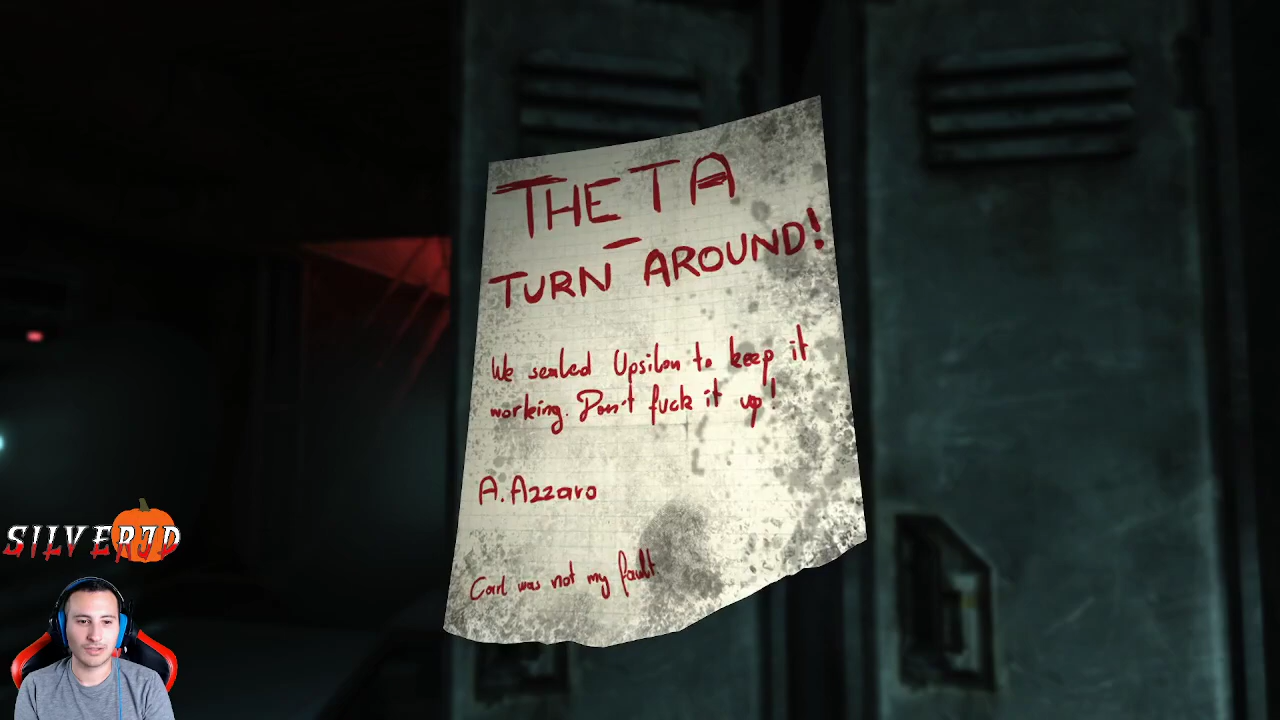 THETA
-
TURN AROUND!
We sealed Upsilon to keep it
working. Don't fuck it up!
A. Azzaro
Carl was not my fault
SILVERJD